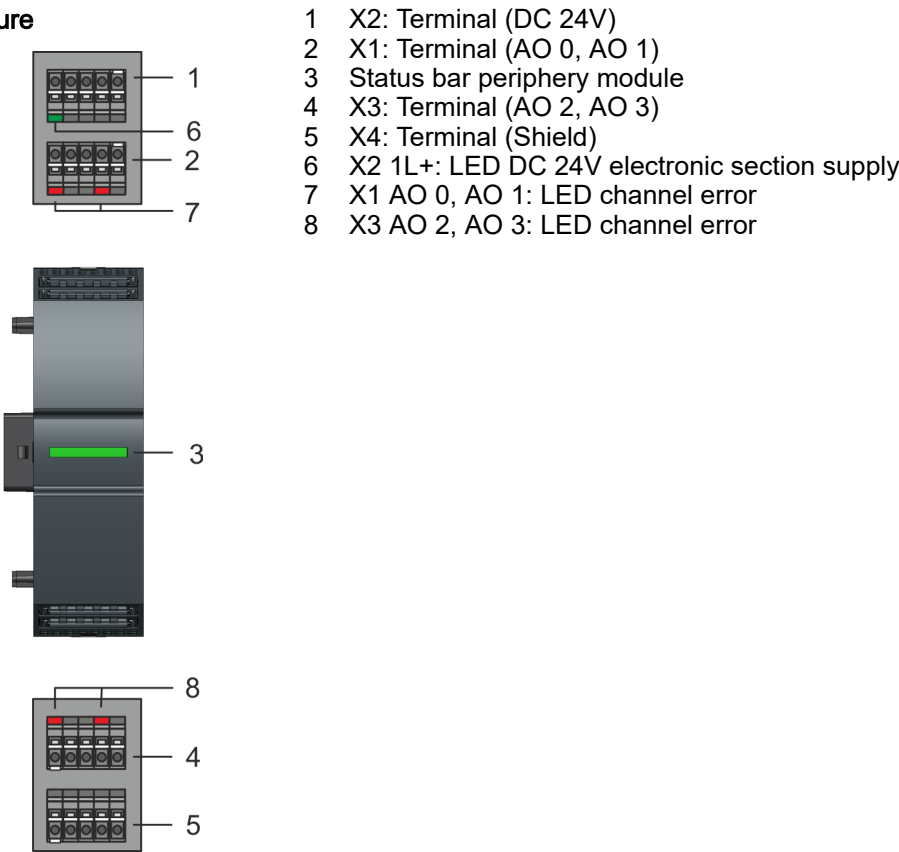 ure
1 X2: Terminal (DC 24V)
2 X1: Terminal (AO 0, AO 1)
3 Status bar periphery module
4 X3: Terminal (AO 2, AO 3)
5 X4: Terminal (Shield)
6 X2 1L+: LED DC 24V electronic section supply
7 X1 AO 0, AO 1: LED channel error
8 X3 AO 2, AO 3: LED channel error
1
6
2
7
3
8
4
5